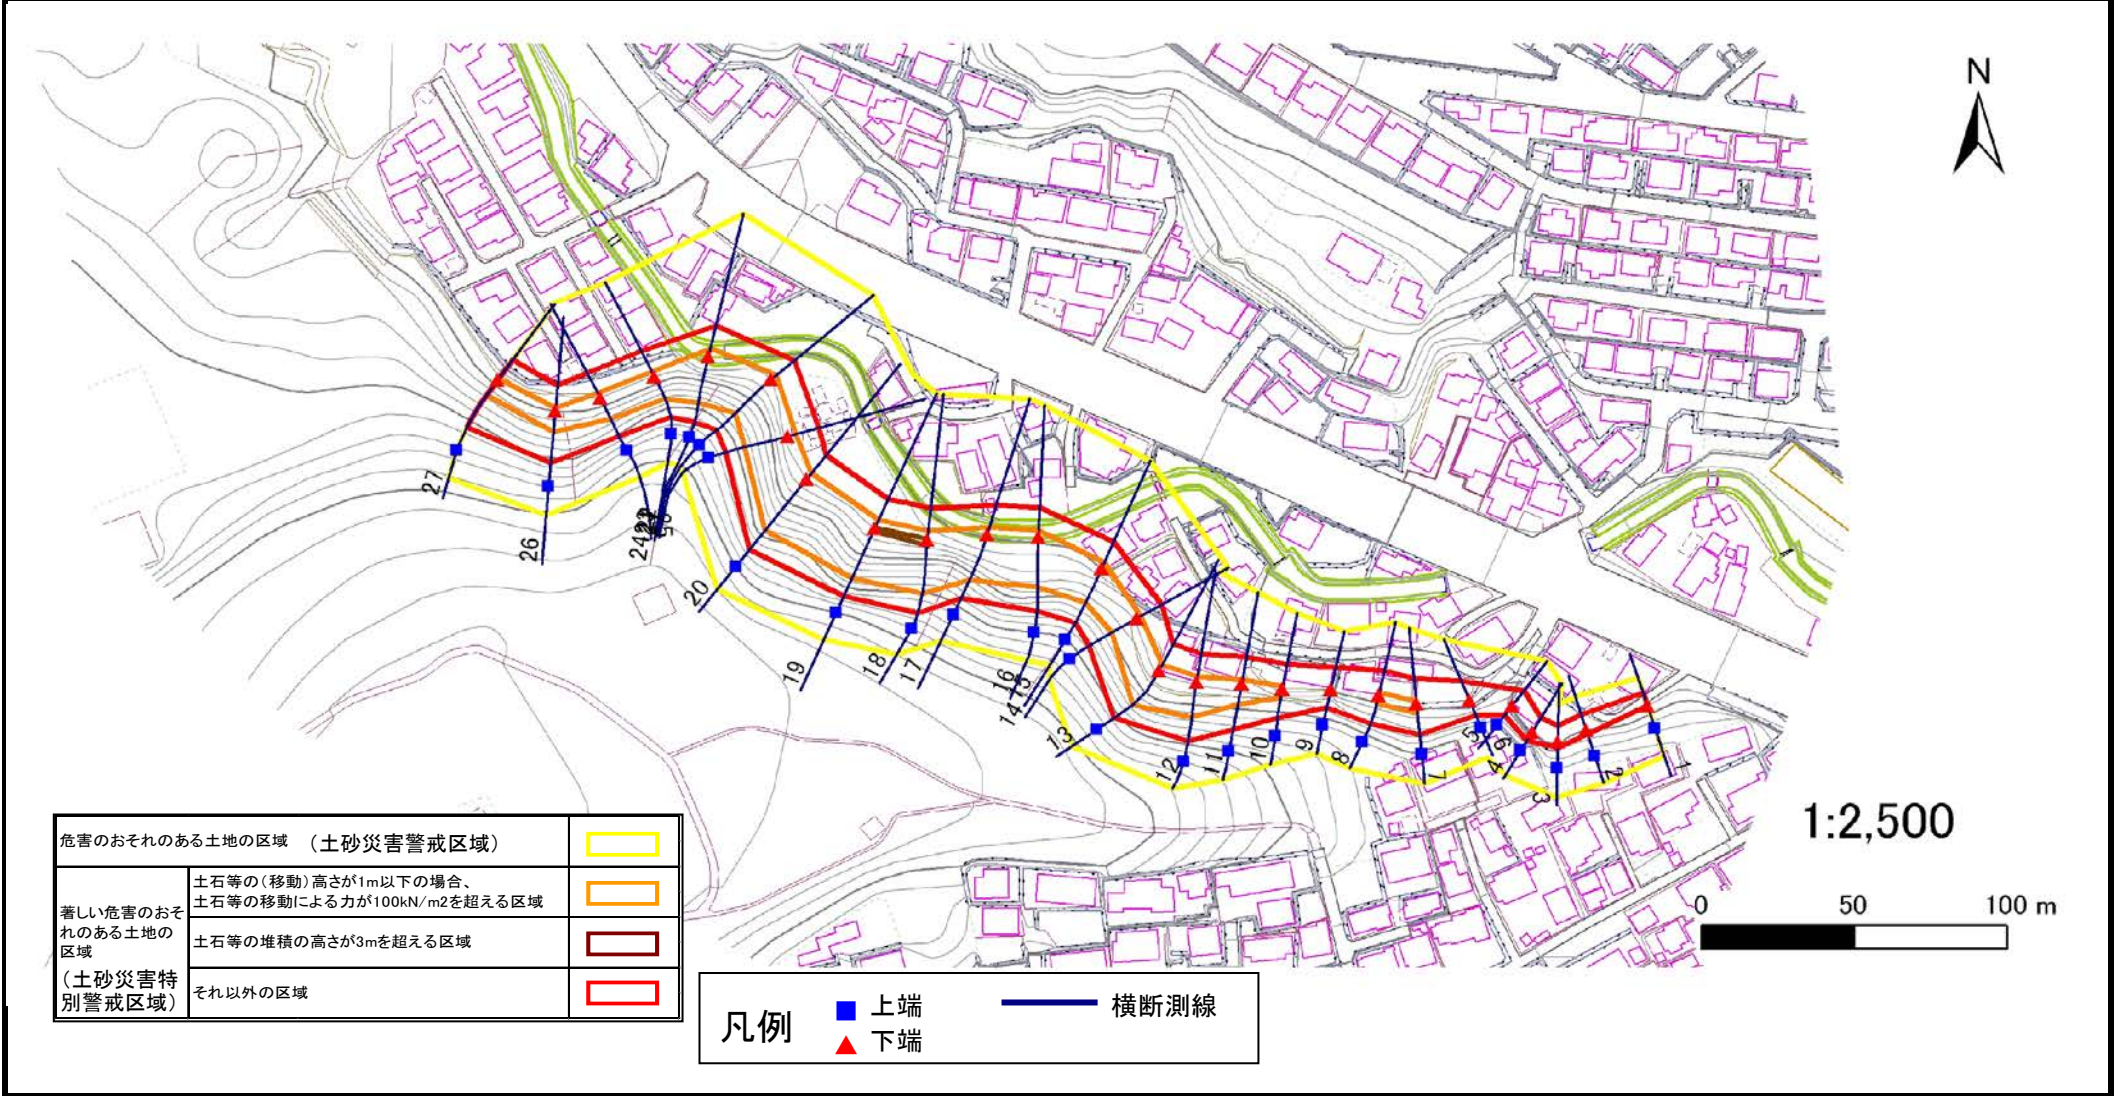 N
27
26
24
25
20
19
18
17
16
15
14
13
12
11
10
9
8
7
5
6
4
3
2
1
1:2,500
0 50 100 m
危害のおそれのある土地の区域 (土砂災害警戒区域)
著しい危害のおそ
れのある土地の
区域
(土砂災害特
別警戒区域)
土石等の(移動)高さが1m以下の場合、
土石等の移動による力が100kN/m2を超える区域
土石等の堆積の高さが3mを超える区域
それ以外の区域
凡例
上端
下端
横断測線